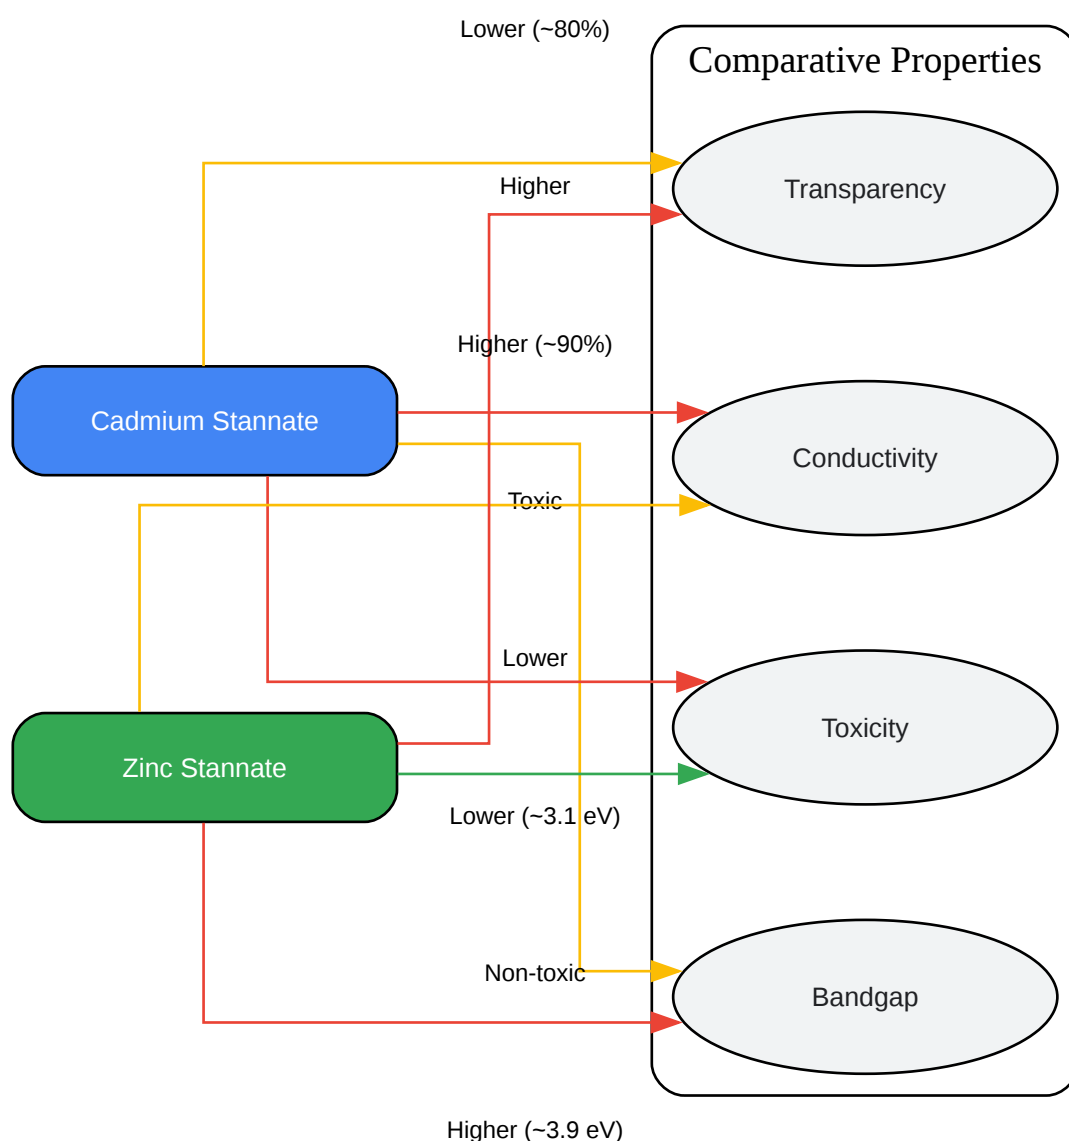 Lower (~80%)
Comparative Properties
Transparency
Higher
Higher (~90%)
Cadmium Stannate
Conductivity
Toxic
Lower
Toxicity
Zinc Stannate
Lower (~3.1 eV)
Non-toxic
Bandgap
Higher (~3.9 eV)